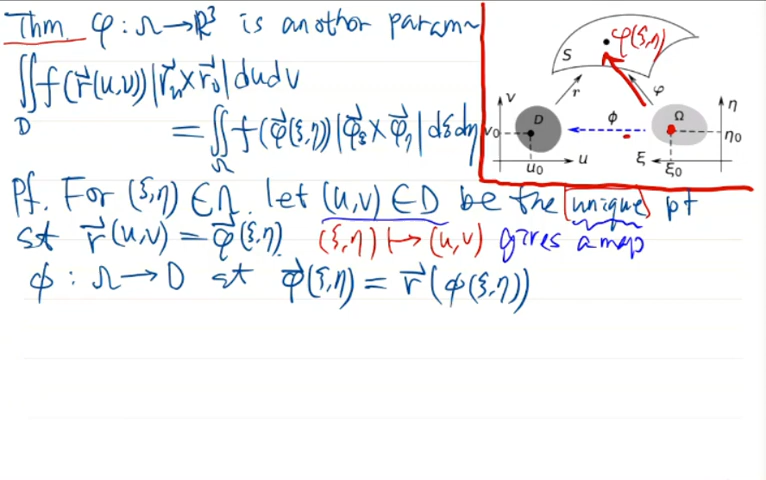 Thm. φ : Ω → ℝ³ is another param~
∬_D f(r⃗(u,v)) |r⃗_u × r⃗_v| du dv
= ∬_Ω f(φ⃗(ξ,η)) |φ⃗_ξ × φ⃗_η| dξ dη
Pf. For (ξ,η) ∈ Ω. let (u,v) ∈ D be the unique pt
st r⃗(u,v) = φ⃗(ξ,η). (ξ,η) ↦ (u,v) gives a map
ϕ : Ω → D st φ⃗(ξ,η) = r⃗(ϕ(ξ,η))
S φ(ξ,η)
r φ
v D ϕ Ω η
v₀ η₀
u₀ u ξ ξ₀